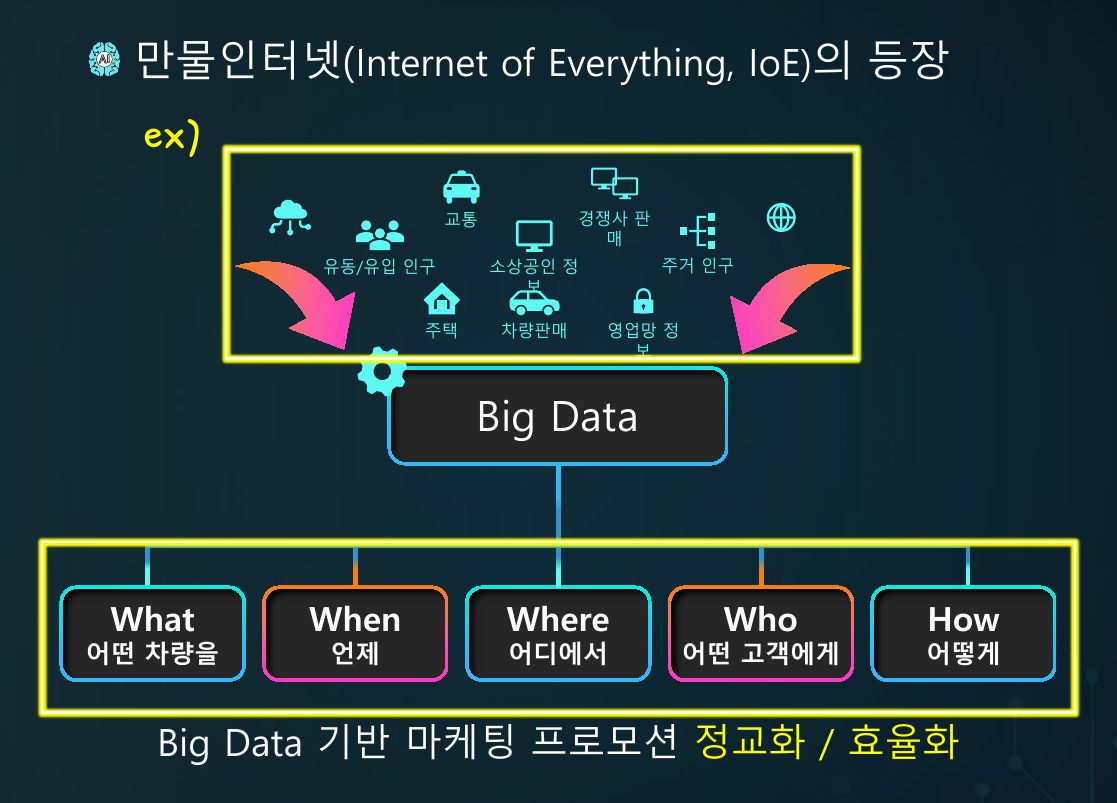 AI
만물인터넷(Internet of Everything, IoE)의 등장
ex)
교통
경쟁사 판
매
유동/유입 인구
소상공인 정
보
주거 인구
주택
차량판매
영업망 정
보
Big Data
What
어떤 차량을
When
언제
Where
어디에서
Who
어떤 고객에게
How
어떻게
Big Data 기반 마케팅 프로모션 정교화 / 효율화